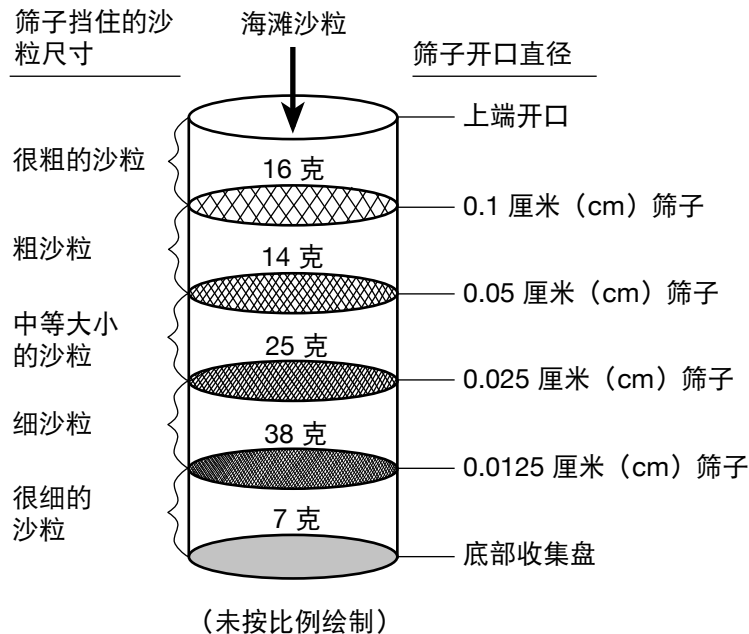 筛子挡住的沙
粒尺寸
海滩沙粒
筛子开口直径
上端开口
很粗的沙粒
16 克
0.1 厘米（cm）筛子
粗沙粒
14 克
0.05 厘米（cm）筛子
中等大小
的沙粒
25 克
0.025 厘米（cm）筛子
细沙粒
38 克
0.0125 厘米（cm）筛子
很细的
沙粒
7 克
底部收集盘
（未按比例绘制）